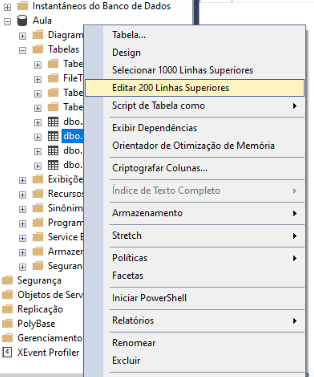 Instantâneos do Banco de Dados
Aula
Diagram
Tabelas
Tabe
FileT
Tabe
Tabe
dbo.
dbo.
dbo.
dbo.
Exibiçõe
Recursos
Sinônim
Program
Service B
Armazer
Seguran
Segurança
Objetos de Serv
Replicação
PolyBase
Gerenciamento
XEvent Profiler
Tabela...
Design
Selecionar 1000 Linhas Superiores
Editar 200 Linhas Superiores
Script de Tabela como
Exibir Dependências
Orientador de Otimização de Memória
Criptografar Colunas...
Índice de Texto Completo
Armazenamento
Stretch
Políticas
Facetas
Iniciar PowerShell
Relatórios
Renomear
Excluir